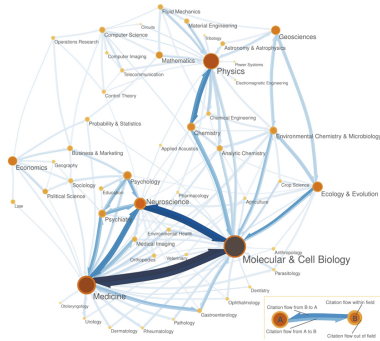 Fluid Mechanics
Material Engineering
Circuits
Computer Science
Geosciences
Operations Research
Tribology
Astronomy & Astrophysics
Computer Imaging
Mathematics
Power Systems
Physics
Telecommunication
Electromagnetic Engineering
Control Theory
Chemical Engineering
Probability & Statistics
Chemistry
Environmental Chemistry & Microbiology
Applied Acoustics
Analytic Chemistry
Business & Marketing
Economics
Geography
Psychology
Sociology
Crop Science
Education
Political Science
Pharmacology
Ecology & Evolution
Law
Neuroscience
Agriculture
Psychiatry
Environmental Health
Medical Imaging
Orthopedics
Veterinary
Anthropology
Molecular & Cell Biology
Parasitology
Medicine
Dentistry
Ophthalmology
Otolaryngology
Gastroenterology
Urology
Pathology
Dermatology
Rheumatology
Citation flow from B to A
Citation flow within field
A
B
Citation flow from A to B
Citation flow out of field